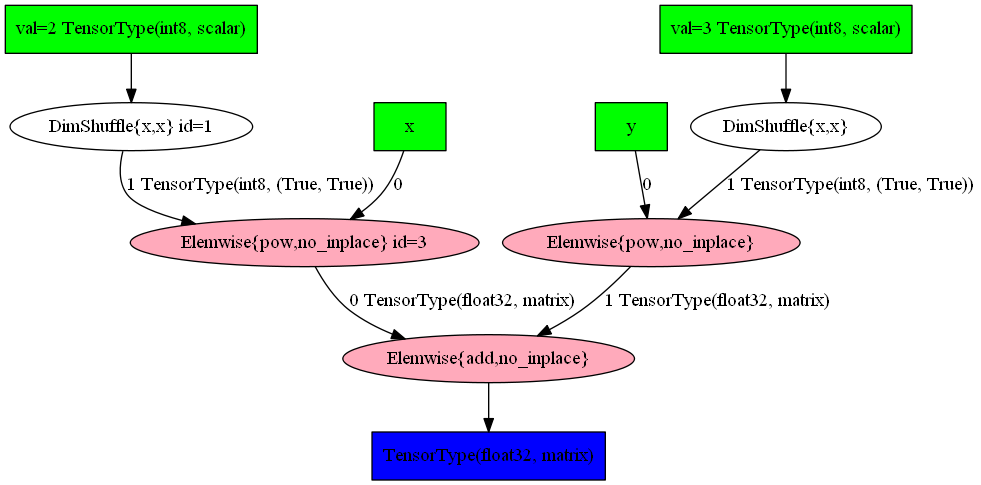 val=2 TensorType(int8, scalar)
val=3 TensorType(int8, scalar)
DimShuffle{x,x} id=1
x
y
DimShuffle{x,x}
1 TensorType(int8, (True, True))
0
0
1 TensorType(int8, (True, True))
Elemwise{pow,no_inplace} id=3
Elemwise{pow,no_inplace}
0 TensorType(float32, matrix)
1 TensorType(float32, matrix)
Elemwise{add,no_inplace}
TensorType(float32, matrix)